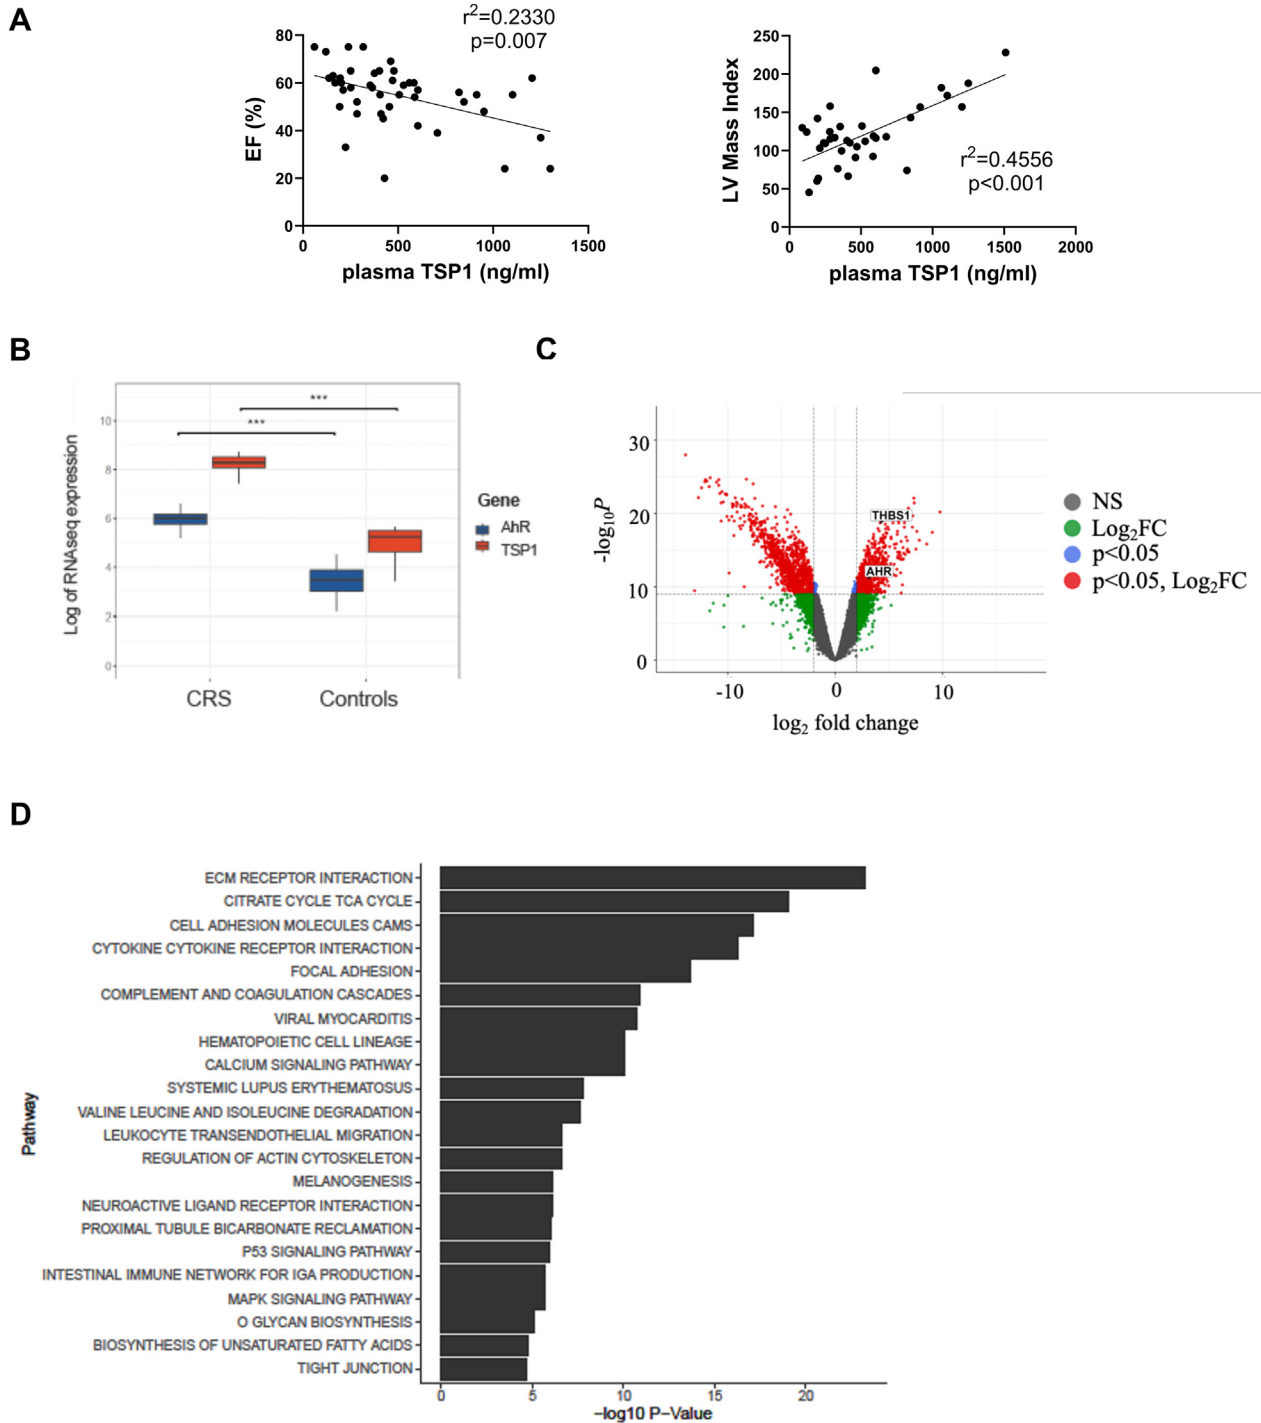 A
r²=0.2330
p=0.007
EF (%)
80
60
40
20
0
0 500 1000 1500
plasma TSP1 (ng/ml)
LV Mass Index
250
200
150
100
50
0
r²=0.4556
p<0.001
0 500 1000 1500 2000
plasma TSP1 (ng/ml)
B
Log of RNAseq expression
10
8
6
4
2
0
***
***
CRS Controls
Gene
AhR
TSP1
C
-log₁₀P
30
20
10
0
THBS1
AHR
-10 0 10
log₂ fold change
NS
Log₂FC
p<0.05
p<0.05, Log₂FC
D
Pathway
ECM RECEPTOR INTERACTION
CITRATE CYCLE TCA CYCLE
CELL ADHESION MOLECULES CAMS
CYTOKINE CYTOKINE RECEPTOR INTERACTION
FOCAL ADHESION
COMPLEMENT AND COAGULATION CASCADES
VIRAL MYOCARDITIS
HEMATOPOIETIC CELL LINEAGE
CALCIUM SIGNALING PATHWAY
SYSTEMIC LUPUS ERYTHEMATOSUS
VALINE LEUCINE AND ISOLEUCINE DEGRADATION
LEUKOCYTE TRANSENDOTHELIAL MIGRATION
REGULATION OF ACTIN CYTOSKELETON
MELANOGENESIS
NEUROACTIVE LIGAND RECEPTOR INTERACTION
PROXIMAL TUBULE BICARBONATE RECLAMATION
P53 SIGNALING PATHWAY
INTESTINAL IMMUNE NETWORK FOR IGA PRODUCTION
MAPK SIGNALING PATHWAY
O GLYCAN BIOSYNTHESIS
BIOSYNTHESIS OF UNSATURATED FATTY ACIDS
TIGHT JUNCTION
0 5 10 15 20
−log10 P−Value